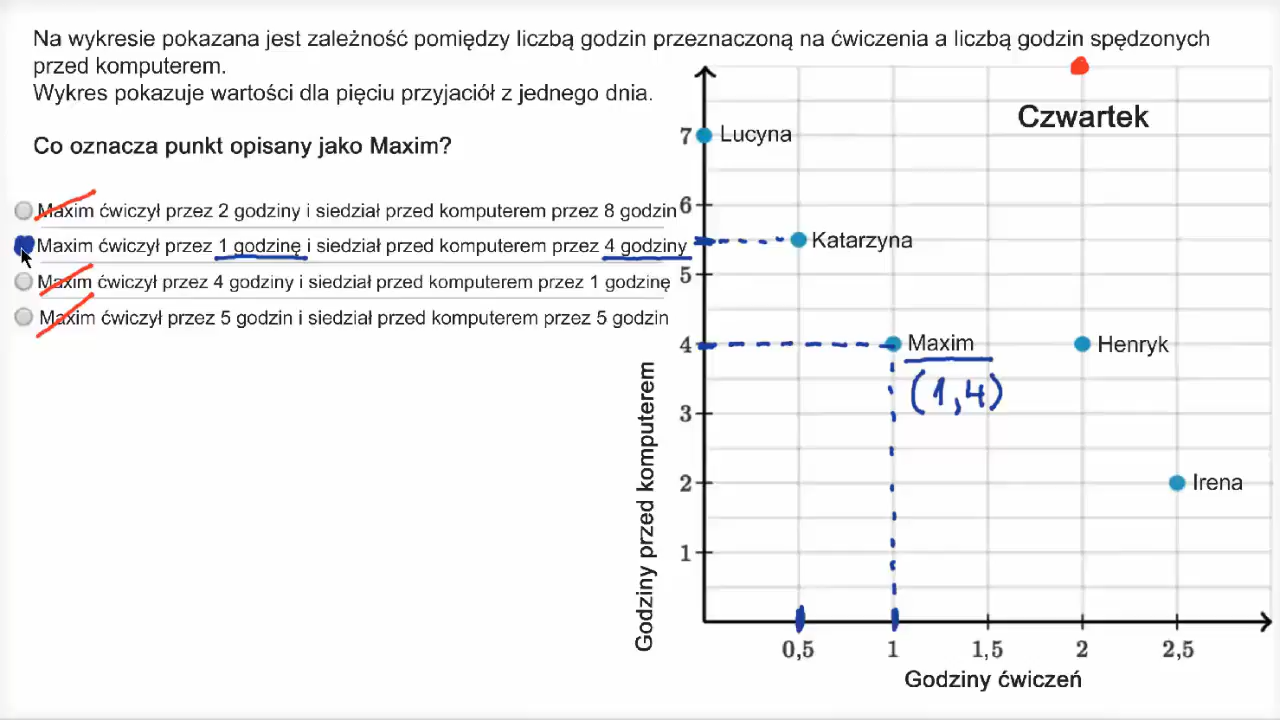 Na wykresie pokazana jest zależność pomiędzy liczbą godzin przeznaczoną na ćwiczenia a liczbą godzin spędzonych
przed komputerem.
Wykres pokazuje wartości dla pięciu przyjaciół z jednego dnia.
Co oznacza punkt opisany jako Maxim?
Maxim ćwiczył przez 2 godziny i siedział przed komputerem przez 8 godzin
Maxim ćwiczył przez 1 godzinę i siedział przed komputerem przez 4 godziny
Maxim ćwiczył przez 4 godziny i siedział przed komputerem przez 1 godzinę
Maxim ćwiczył przez 5 godzin i siedział przed komputerem przez 5 godzin
Czwartek
7
Lucyna
6
Katarzyna
5
4
Maxim
Henryk
(1,4)
3
2
Irena
1
Godziny przed komputerem
0,5 1 1,5 2 2,5
Godziny ćwiczeń